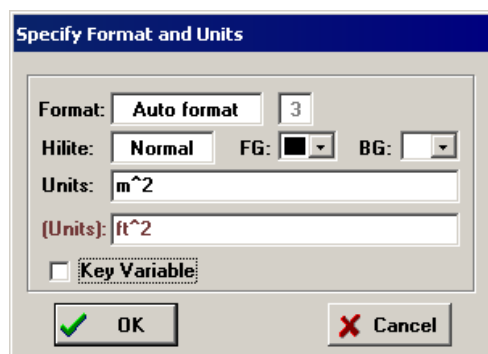 Specify Format and Units
Format: Auto format 3
Hilite: Normal FG: BG:
Units: m^2
(Units): ft^2
Key Variable
OK Cancel